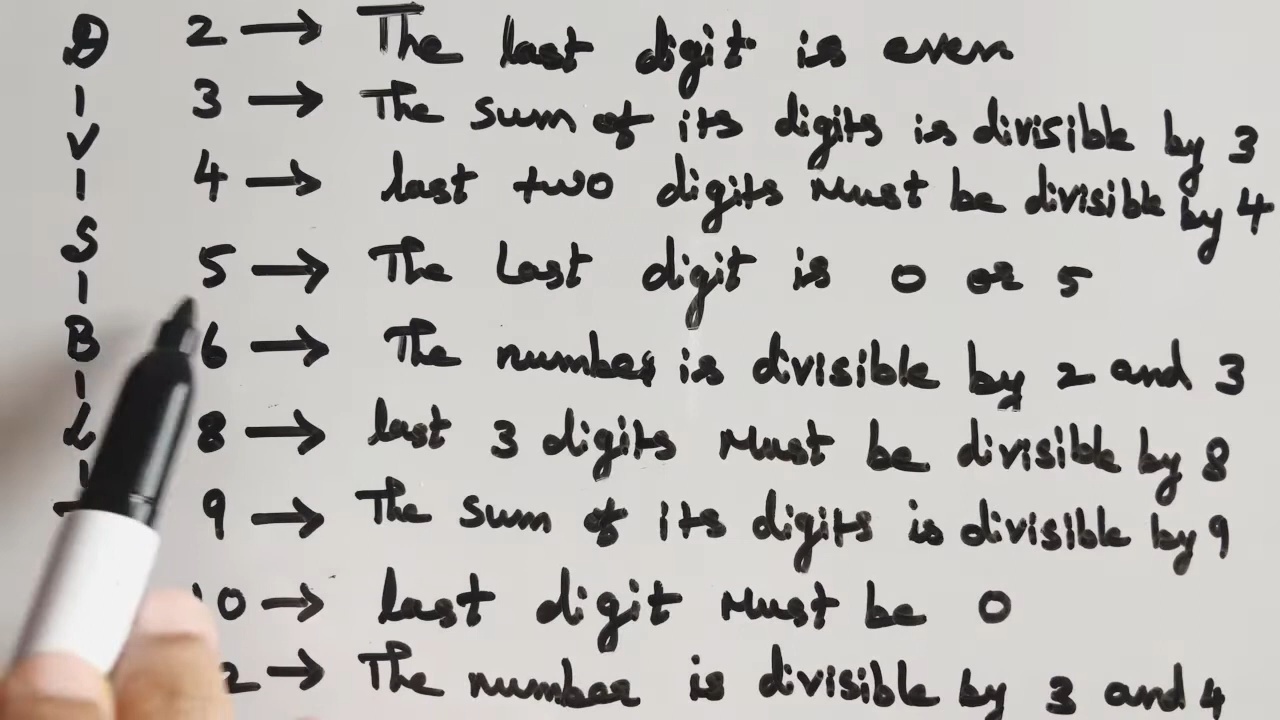 D
I
V
I
S
I
B
I
L
I
T
2 → The last digit is even
3 → The sum of its digits is divisible by 3
4 → last two digits must be divisible by 4
5 → The Last digit is 0 or 5
6 → The number is divisible by 2 and 3
8 → last 3 digits Must be divisible by 8
9 → The sum of its digits is divisible by 9
10 → last digit Must be 0
2 → The number is divisible by 3 and 4